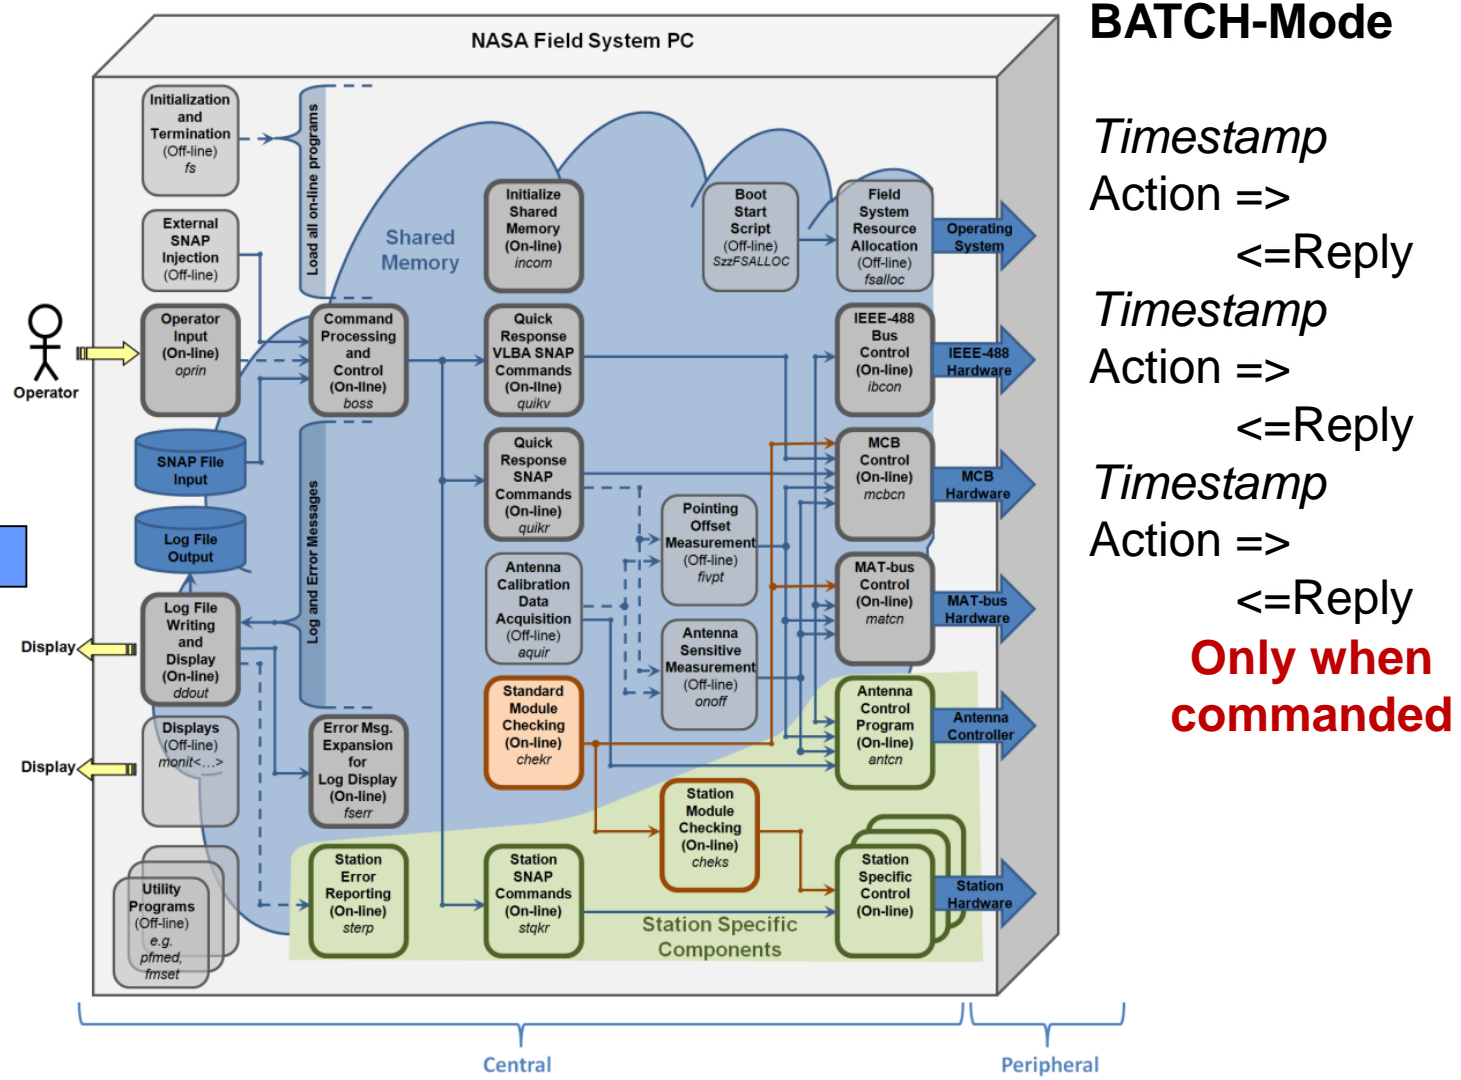 NASA Field System PC
BATCH-Mode
Timestamp
Action =>
<=Reply
Timestamp
Action =>
<=Reply
Timestamp
Action =>
<=Reply
Only when
commanded
Initialization
and
Termination
(Off-line)
fs
Load all on-line programs
External
SNAP
Injection
(Off-line)
Shared
Memory
Initialize
Shared
Memory
(On-line)
incom
Boot
Start
Script
(Off-line)
SzzFSALLOC
Field
System
Resource
Allocation
(Off-line)
fsalloc
Operating
System
Operator
Operator
Input
(On-line)
oprin
Command
Processing
and
Control
(On-line)
boss
Quick
Response
VLBA SNAP
Commands
(On-line)
quikv
IEEE-488
Bus
Control
(On-line)
ibcon
IEEE-488
Hardware
SNAP File
Input
Log and Error Messages
Quick
Response
SNAP
Commands
(On-line)
quikr
MCB
Control
(On-line)
mcbcn
MCB
Hardware
Log File
Output
Pointing
Offset
Measurement
(Off-line)
fivpt
Antenna
Calibration
Data
Acquisition
(Off-line)
aquir
MAT-bus
Control
(On-line)
matcn
MAT-bus
Hardware
Display
Log File
Writing
and
Display
(On-line)
ddout
Antenna
Sensitive
Measurement
(Off-line)
onoff
Standard
Module
Checking
(On-line)
chekr
Antenna
Control
Program
(On-line)
antcn
Antenna
Controller
Display
Displays
(Off-line)
monit<...>
Error Msg.
Expansion
for
Log Display
(On-line)
fserr
Station
Module
Checking
(On-line)
cheks
Utility
Programs
(Off-line)
e.g.
pfmed,
fmset
Station
Error
Reporting
(On-line)
sterp
Station
SNAP
Commands
(On-line)
stqkr
Station Specific
Components
Station
Specific
Control
(On-line)
Station
Hardware
Central
Peripheral